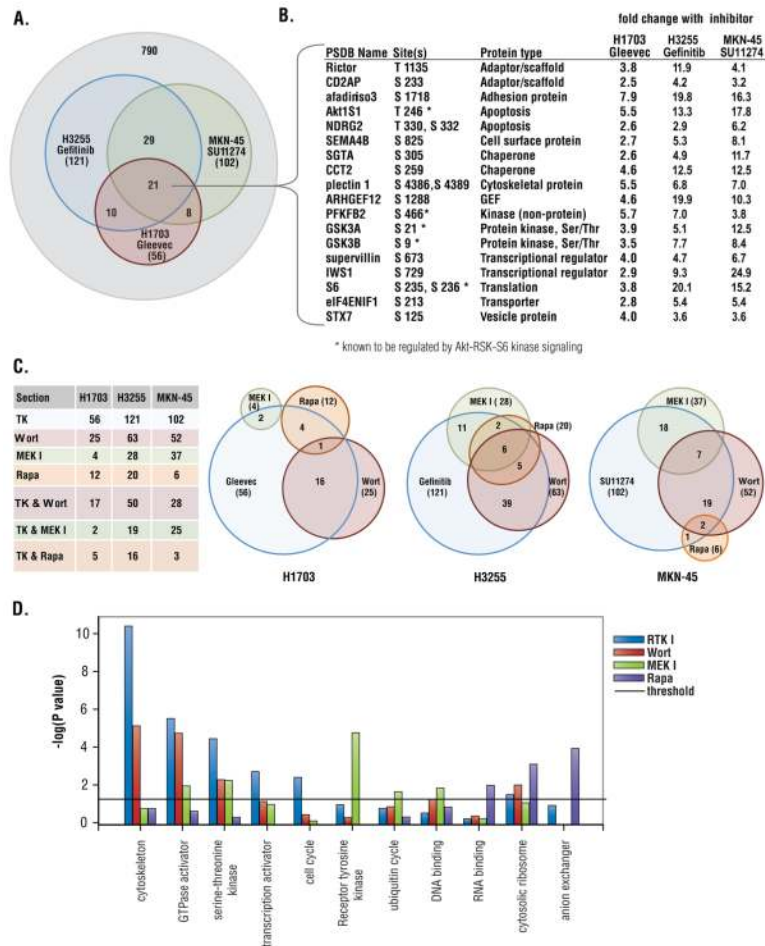 A.
790
H3255
Gefitinib
(121)
29
MKN-45
SU11274
(102)
21
10
8
H1703
Gleevec
(56)
B.
fold change with inhibitor
PSDB Name Site(s) Protein type H1703 Gleevec H3255 Gefitinib MKN-45 SU11274
Rictor T 1135 Adaptor/scaffold 3.8 11.9 4.1
CD2AP S 233 Adaptor/scaffold 2.5 4.2 3.2
afadiniso3 S 1718 Adhesion protein 7.9 19.8 16.3
Akt1S1 T 246 * Apoptosis 5.5 13.3 17.8
NDRG2 T 330, S 332 Apoptosis 2.6 2.9 6.2
SEMA4B S 825 Cell surface protein 2.7 5.3 8.1
SGTA S 305 Chaperone 2.6 4.9 11.7
CCT2 S 259 Chaperone 4.6 12.5 12.5
plectin 1 S 4386, S 4389 Cytoskeletal protein 5.5 6.8 7.0
ARHGEF12 S 1288 GEF 4.6 19.9 10.3
PFKFB2 S 466* Kinase (non-protein) 5.7 7.0 3.8
GSK3A S 21 * Protein kinase, Ser/Thr 3.9 5.1 12.5
GSK3B S 9 * Protein kinase, Ser/Thr 3.5 7.7 8.4
supervillin S 673 Transcriptional regulator 4.0 4.7 6.7
IWS1 S 729 Transcriptional regulator 2.9 9.3 24.9
S6 S 235, S 236 * Translation 3.8 20.1 15.2
eIF4ENIF1 S 213 Transporter 2.8 5.4 5.4
STX7 S 125 Vesicle protein 4.0 3.6 3.6
* known to be regulated by Akt-RSK-S6 kinase signaling
C.
Section H1703 H3255 MKN-45
TK 56 121 102
Wort 25 63 52
MEK I 4 28 37
Rapa 12 20 6
TK & Wort 17 50 28
TK & MEK I 2 19 25
TK & Rapa 5 16 3
MEK I
(4)
2
Rapa (12)
4
1
Gleevec
(56)
16
Wort
(25)
H1703
MEK I (28)
11
2
Rapa (20)
6
5
Gefitinib
(121)
Wort
(63)
39
H3255
MEK I (37)
18
7
SU11274
(102)
Wort
(52)
19
2
1
Rapa (6)
MKN-45
D.
-log(P value)
10
8
6
4
2
0
RTK I
Wort
MEK I
Rapa
threshold
cytoskeleton
GTPase activator
serine-threonine
kinase
transcription activator
cell cycle
Receptor tyrosine
kinase
ubiquitin cycle
DNA binding
RNA binding
cytosolic ribosome
anion exchanger